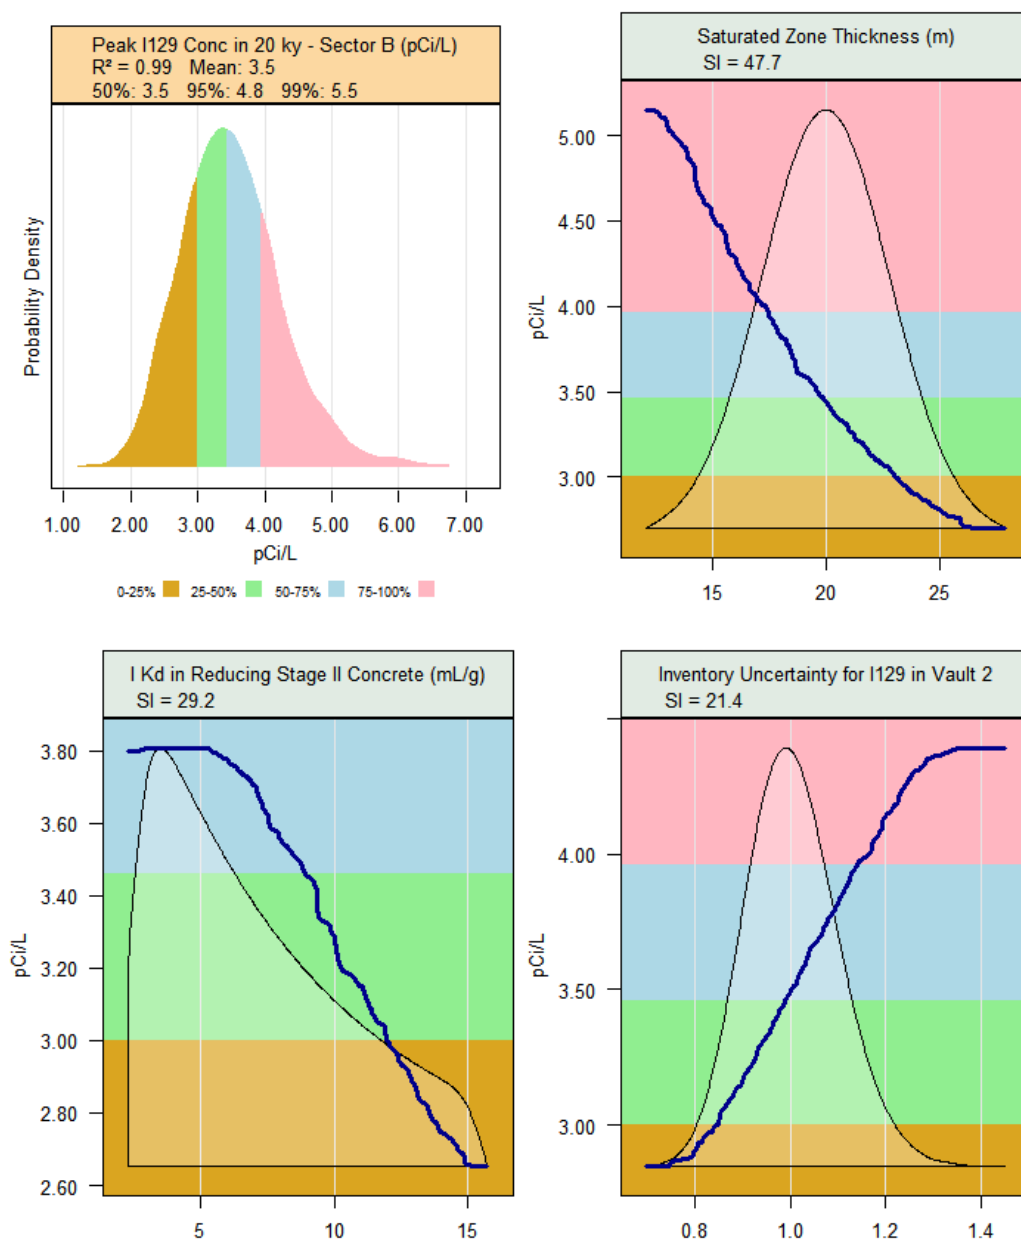 Peak I129 Conc in 20 ky - Sector B (pCi/L)
R² = 0.99 Mean: 3.5
50%: 3.5 95%: 4.8 99%: 5.5
Probability Density
1.00 2.00 3.00 4.00 5.00 6.00 7.00
pCi/L
0-25% 25-50% 50-75% 75-100%
Saturated Zone Thickness (m)
SI = 47.7
5.00
4.50
4.00
3.50
3.00
pCi/L
15 20 25
I Kd in Reducing Stage II Concrete (mL/g)
SI = 29.2
3.80
3.60
3.40
3.20
3.00
2.80
2.60
pCi/L
5 10 15
Inventory Uncertainty for I129 in Vault 2
SI = 21.4
4.00
3.50
3.00
pCi/L
0.8 1.0 1.2 1.4